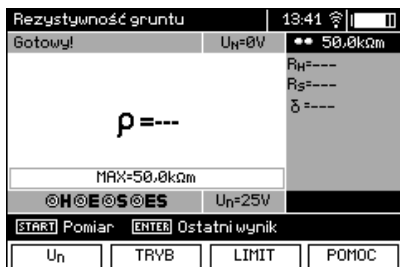 Rezystywność gruntu 13:41
Gotowy! UN=0V 50,0kΩm
RH=---
RS=---
δ=---
ρ=---
MAX=50,0kΩm
H E S ES Un=25V
START Pomiar ENTER Ostatni wynik
Un TRYB LIMIT POMOC